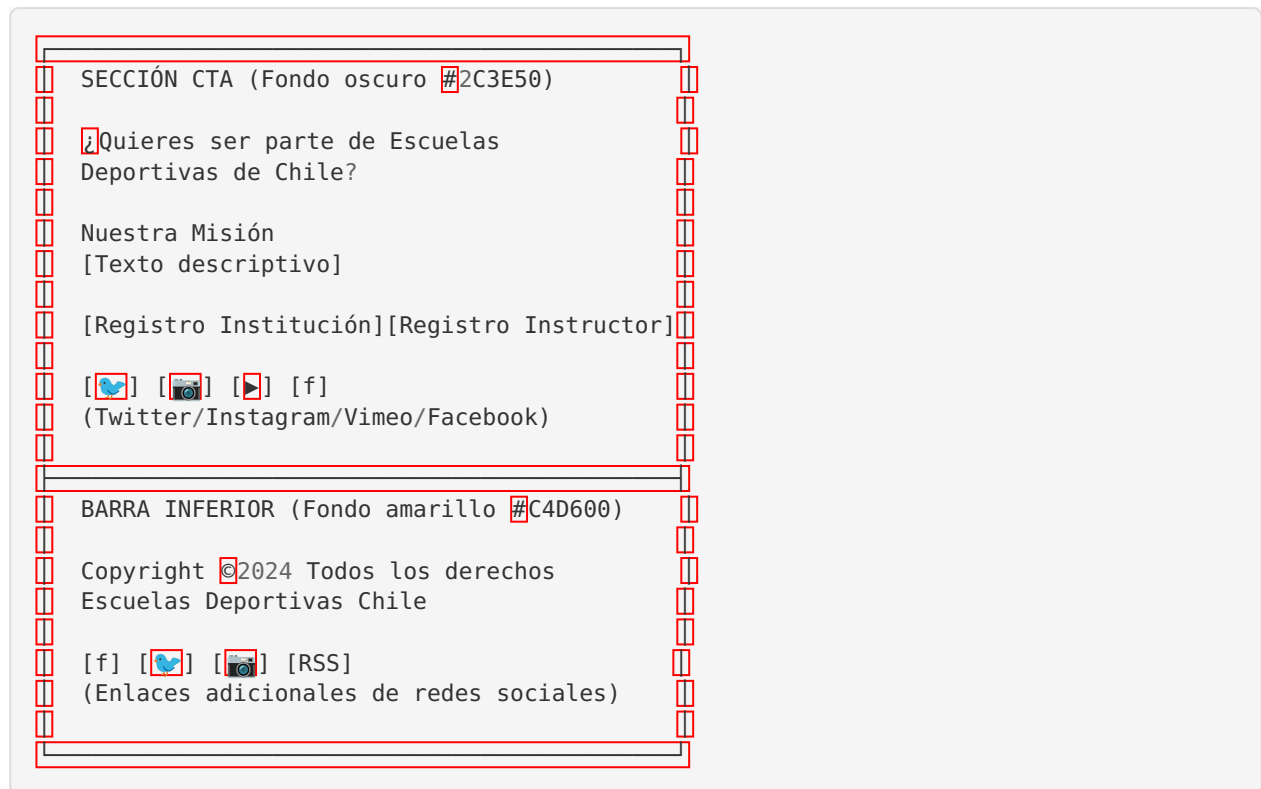 SECCIÓN CTA (Fondo oscuro #2C3E50)
¿Quieres ser parte de Escuelas
Deportivas de Chile?
Nuestra Misión
[Texto descriptivo]
[Registro Institución][Registro Instructor]
[🐦] [📷] [▶] [f]
(Twitter/Instagram/Vimeo/Facebook)
BARRA INFERIOR (Fondo amarillo #C4D600)
Copyright ©2024 Todos los derechos
Escuelas Deportivas Chile
[f] [🐦] [📷] [RSS]
(Enlaces adicionales de redes sociales)